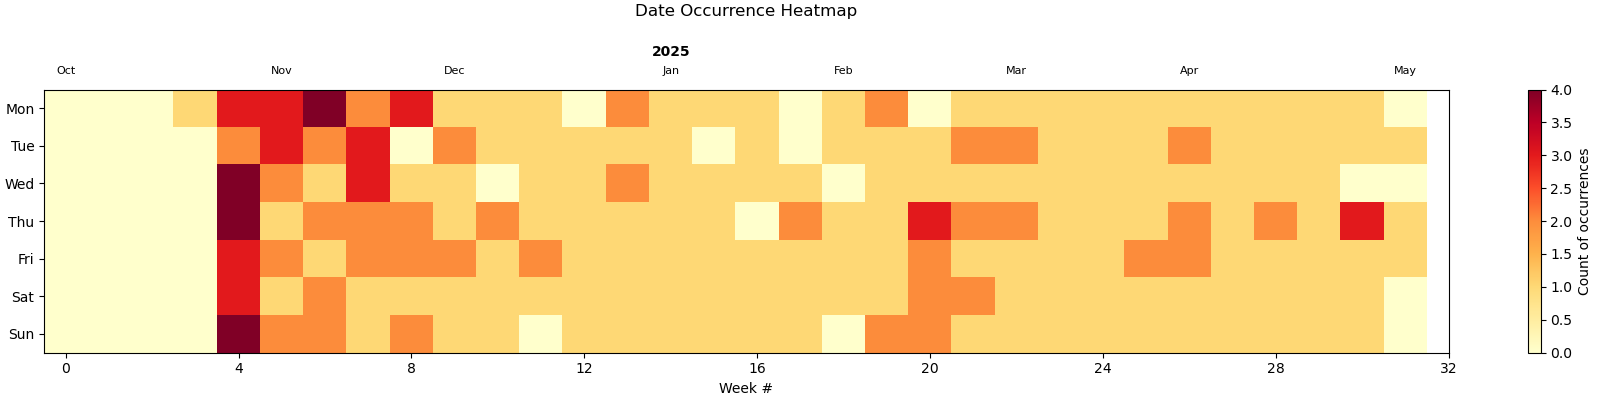 Date Occurrence Heatmap
2025
Oct Nov Dec Jan Feb Mar Apr May
Mon
Tue
Wed
Thu
Fri
Sat
Sun
0 4 8 12 16 20 24 28 32
Week #
4.0
3.5
3.0
2.5
2.0
1.5
1.0
0.5
0.0
Count of occurrences